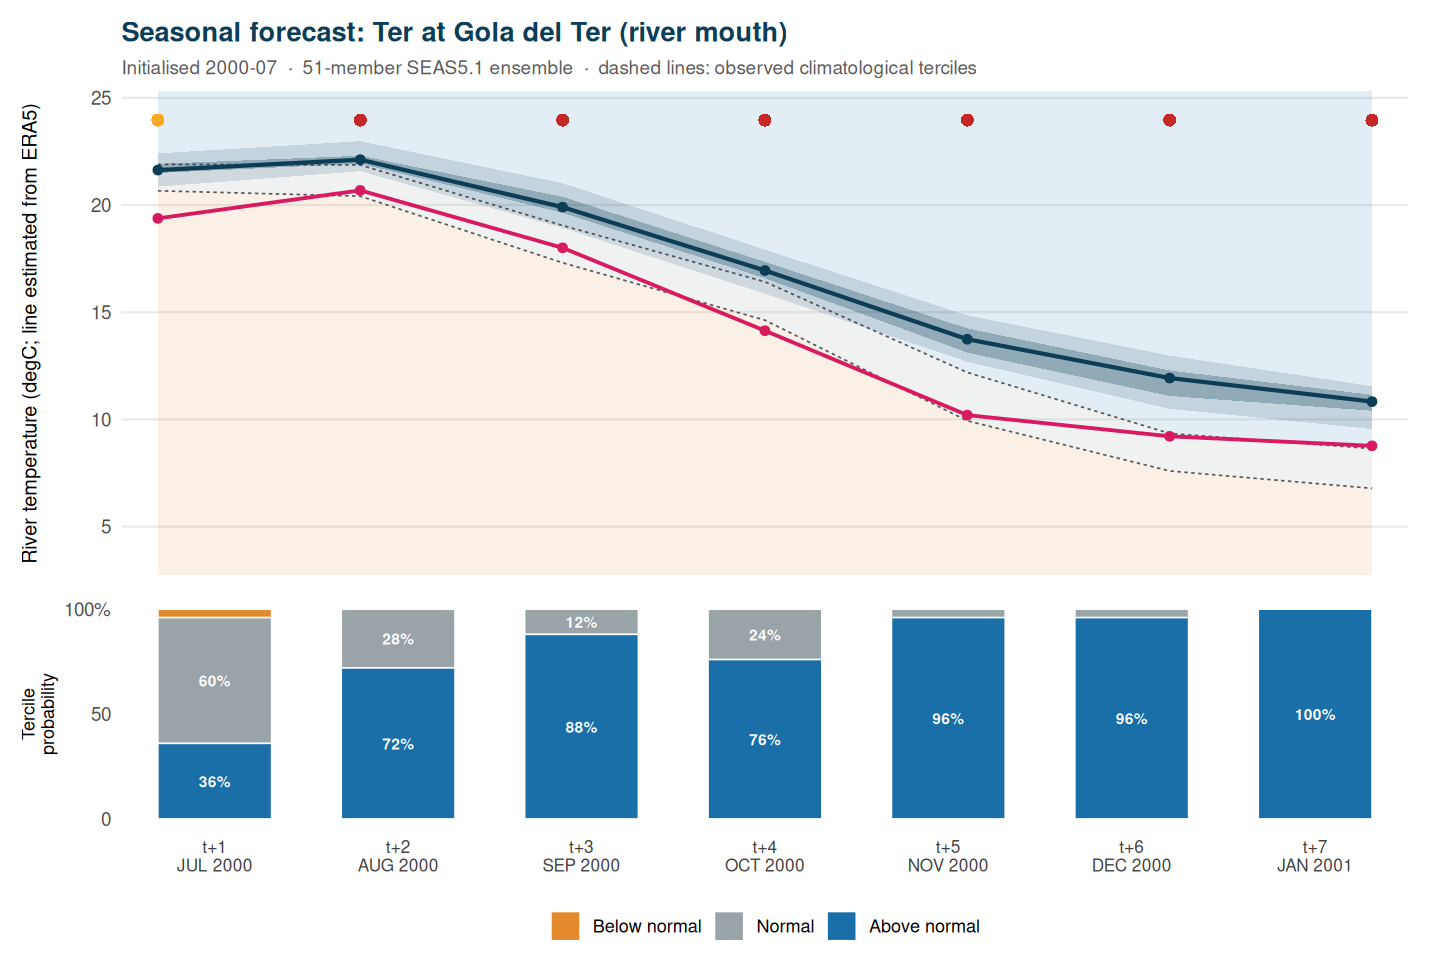 Seasonal forecast: Ter at Gola del Ter (river mouth)
Initialised 2000-07 · 51-member SEAS5.1 ensemble · dashed lines: observed climatological terciles
River temperature (degC; line estimated from ERA5)
25
20
15
10
5
Tercile
probability
100%
50
0
60%
36%
28%
72%
12%
88%
24%
76%
96%
96%
100%
t+1
JUL 2000
t+2
AUG 2000
t+3
SEP 2000
t+4
OCT 2000
t+5
NOV 2000
t+6
DEC 2000
t+7
JAN 2001
Below normal
Normal
Above normal